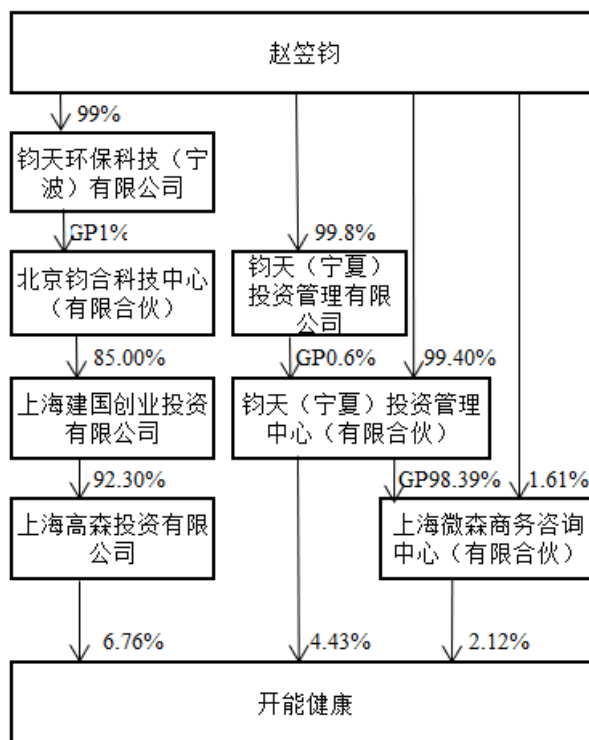 赵笠钧
99%
钧天环保科技（宁
波）有限公司
GP1%
99.8%
北京钧合科技中心
（有限合伙）
钧天（宁夏）
投资管理有限
公司
85.00%
GP0.6%
99.40%
上海建国创业投资
有限公司
钧天（宁夏）投资管理
中心（有限合伙）
92.30%
GP98.39%
1.61%
上海高森投资有限
公司
上海微森商务咨询
中心（有限合伙）
6.76%
4.43%
2.12%
开能健康